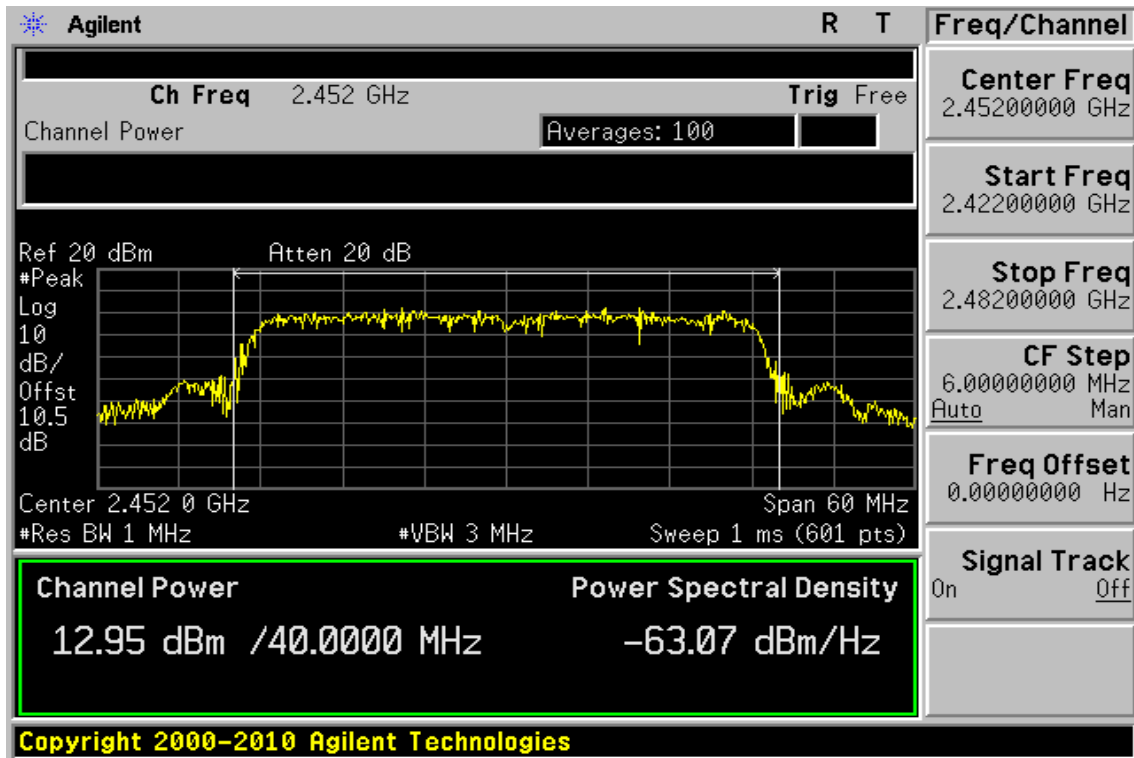 Agilent R T
Ch Freq 2.452 GHz Trig Free
Channel Power Averages: 100
Ref 20 dBm Atten 20 dB
#Peak
Log
10
dB/
Offst
10.5
dB
Center 2.452 0 GHz Span 60 MHz
#Res BW 1 MHz #VBW 3 MHz Sweep 1 ms (601 pts)
Channel Power Power Spectral Density
12.95 dBm /40.0000 MHz -63.07 dBm/Hz
Copyright 2000-2010 Agilent Technologies
Freq/Channel
Center Freq
2.45200000 GHz
Start Freq
2.42200000 GHz
Stop Freq
2.48200000 GHz
CF Step
6.00000000 MHz
Auto Man
Freq Offset
0.00000000 Hz
Signal Track
On Off